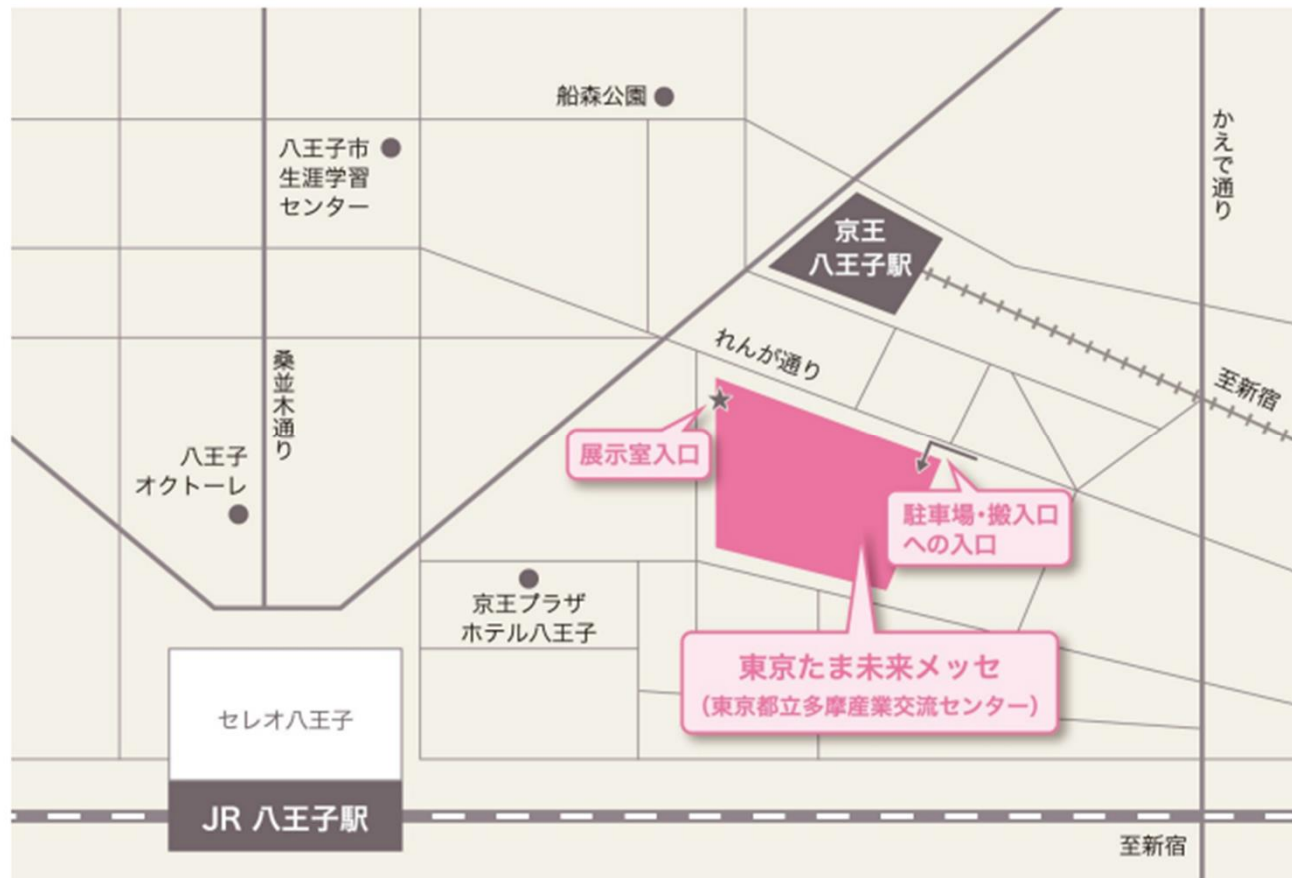 船森公園
八王子市
生涯学習
センター
かえで通り
京王
八王子駅
れんが通り
至新宿
桑並木通り
展示室入口
八王子
オクトーレ
駐車場・搬入口
への入口
京王プラザ
ホテル八王子
東京たま未来メッセ
(東京都立多摩産業交流センター)
セレオ八王子
JR 八王子駅
至新宿